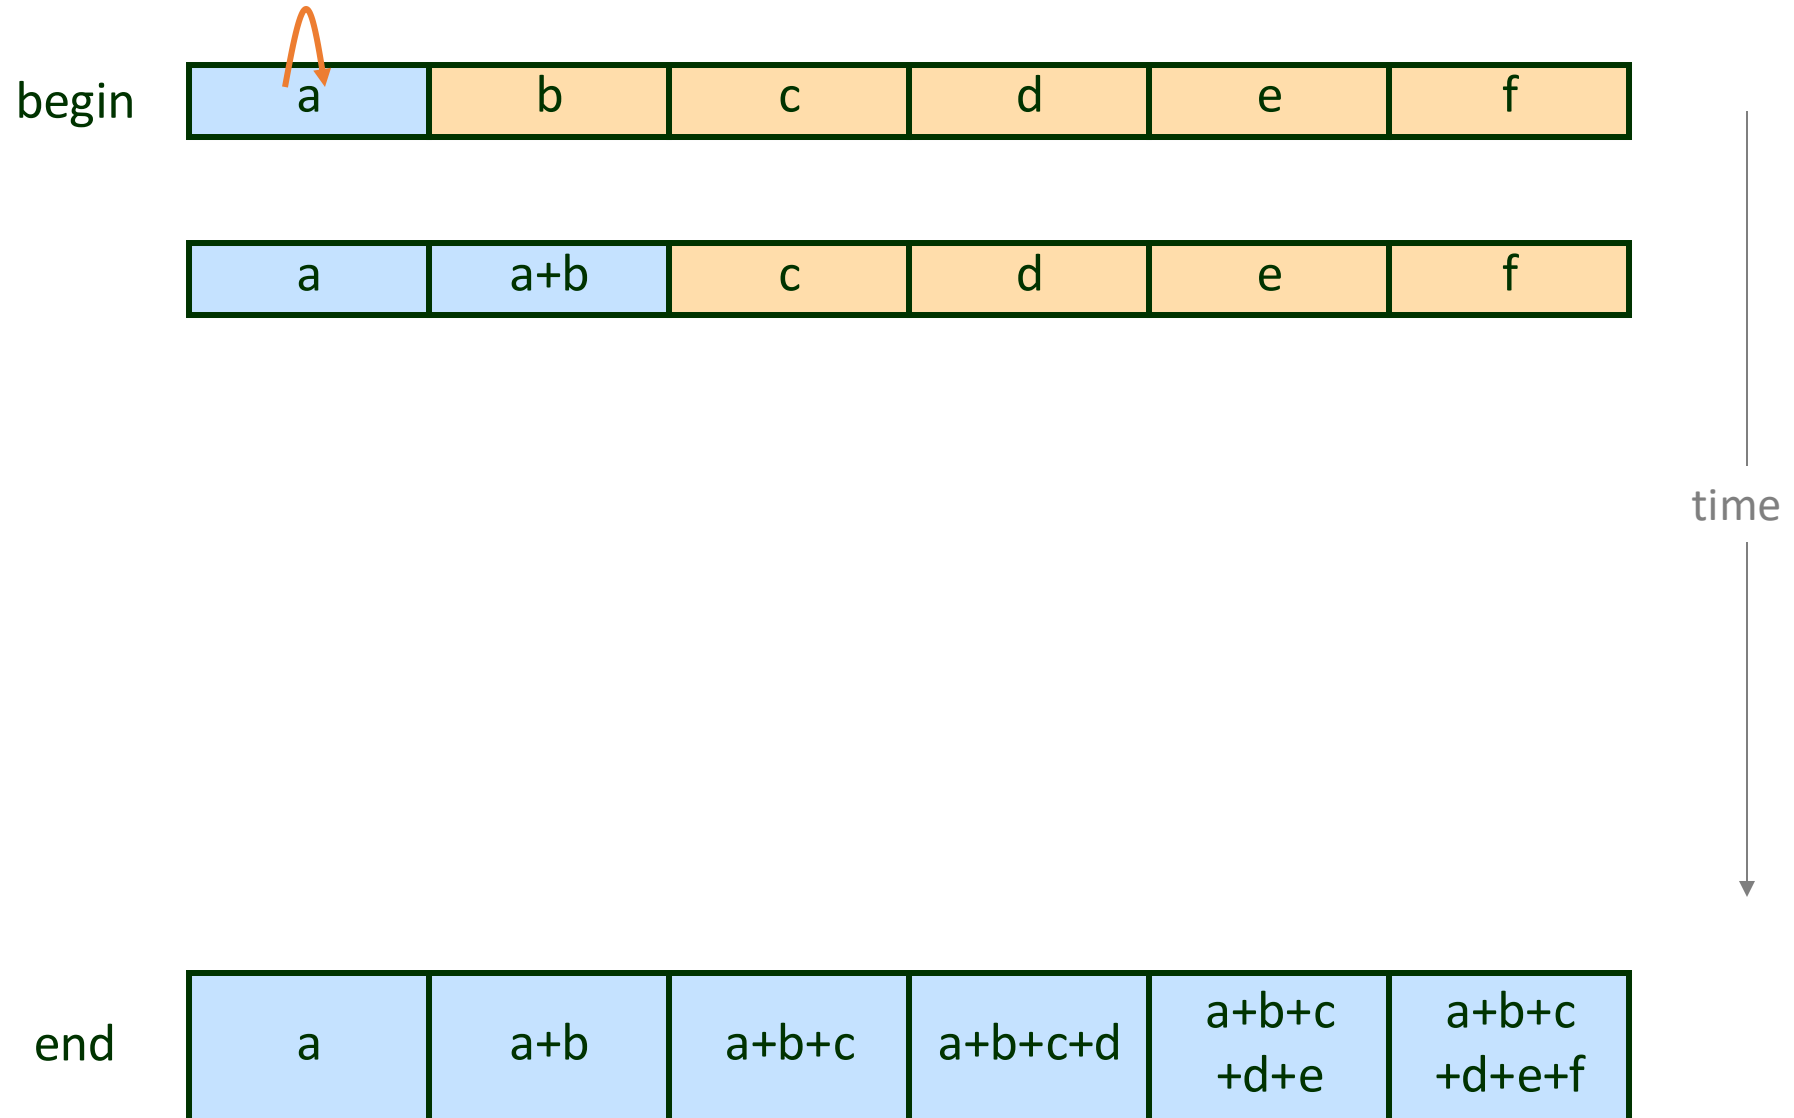 begin a b c d e f
a a+b c d e f
time
end a a+b a+b+c a+b+c+d a+b+c +d+e a+b+c +d+e+f